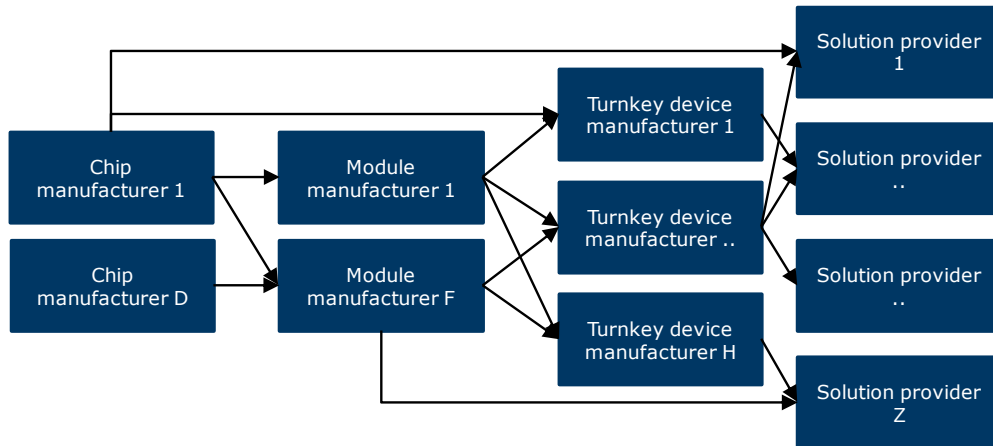 Chip
manufacturer 1
Chip
manufacturer D
Module
manufacturer 1
Module
manufacturer F
Turnkey device
manufacturer 1
Turnkey device
manufacturer ..
Turnkey device
manufacturer H
Solution provider
1
Solution provider
..
Solution provider
..
Solution provider
Z